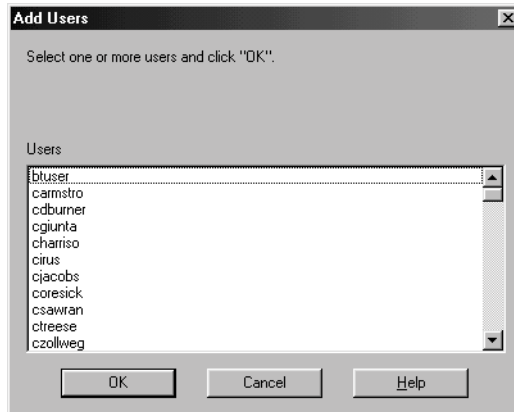 Add Users
Select one or more users and click "OK".
Users
btuser
carmstro
cdburner
cgiunta
charriso
cirus
cjacobs
coresick
csawran
ctreese
czollweg
OK Cancel Help